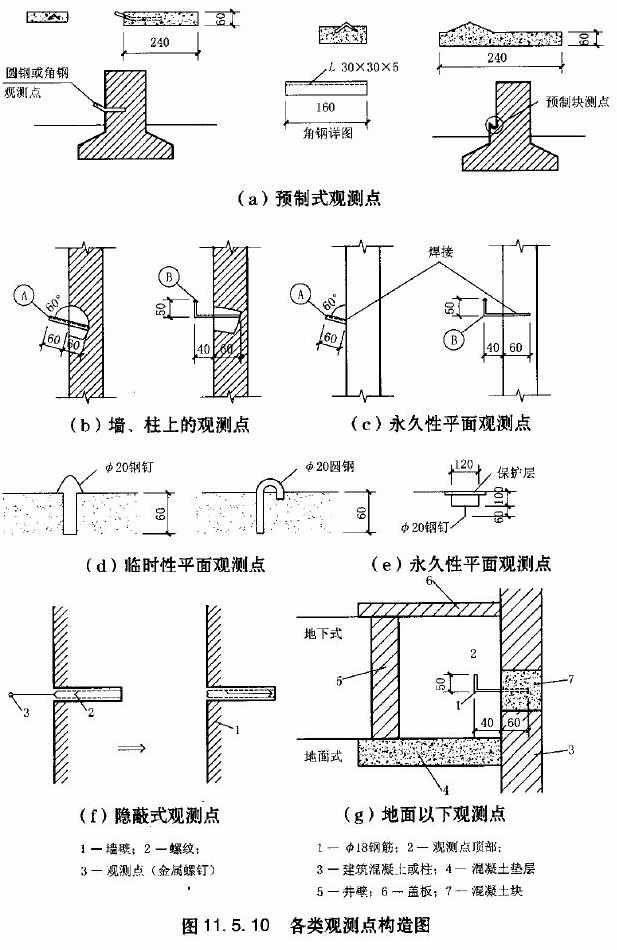 60
240
圆钢或角钢
观测点
L 30×30×5
160
角钢详图
60
240
预制块测点
(a) 预制式观测点
A
60°
60 60
B
50
40 60
(b) 墙、柱上的观测点
焊接
A
60°
60
50
B
40 60
(c) 永久性平面观测点
φ20钢钉
60
φ20圆钢
60
(d) 临时性平面观测点
120
保护层
100
60
φ20钢钉
(e) 永久性平面观测点
3
2
1
(f) 隐蔽式观测点
1—墙壁；2—螺纹；
3—观测点（金属螺钉）
6
地下式
2
5
50
1
7
40 60
地面式
4
3
(g) 地面以下观测点
1—φ18钢筋；2—观测点顶部；
3—建筑混凝土或柱；4—混凝土垫层
5—井壁；6—盖板；7—混凝土块
图 11.5.10 各类观测点构造图